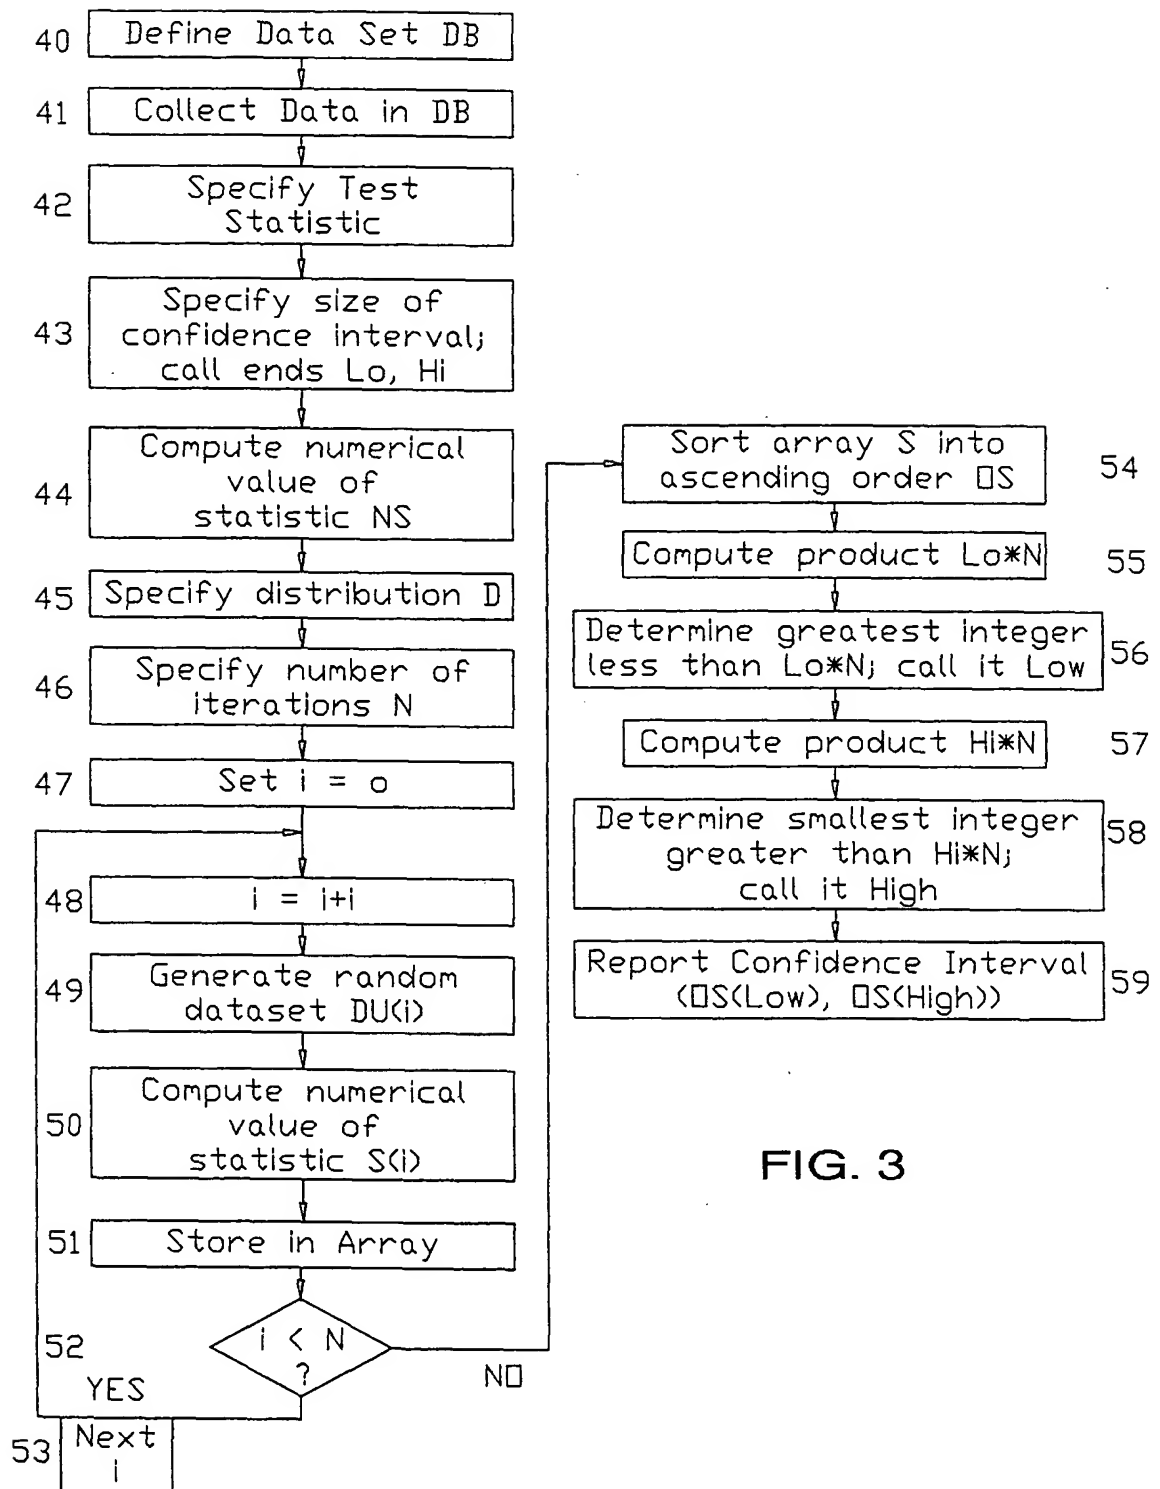 40
Define Data Set DB
41
Collect Data in DB
42
Specify Test
Statistic
43
Specify size of
confidence interval;
call ends Lo, Hi
44
Compute numerical
value of
statistic NS
45
Specify distribution D
46
Specify number of
iterations N
47
Set i = o
48
i = i+i
49
Generate random
dataset DU(i)
50
Compute numerical
value of
statistic S(i)
51
Store in Array
52
i < N
?
YES
NO
53
Next
i
Sort array S into
ascending order OS
54
Compute product Lo*N
55
Determine greatest integer
less than Lo*N; call it Low
56
Compute product Hi*N
57
Determine smallest integer
greater than Hi*N;
call it High
58
Report Confidence Interval
(OS(Low), OS(High))
59
FIG. 3